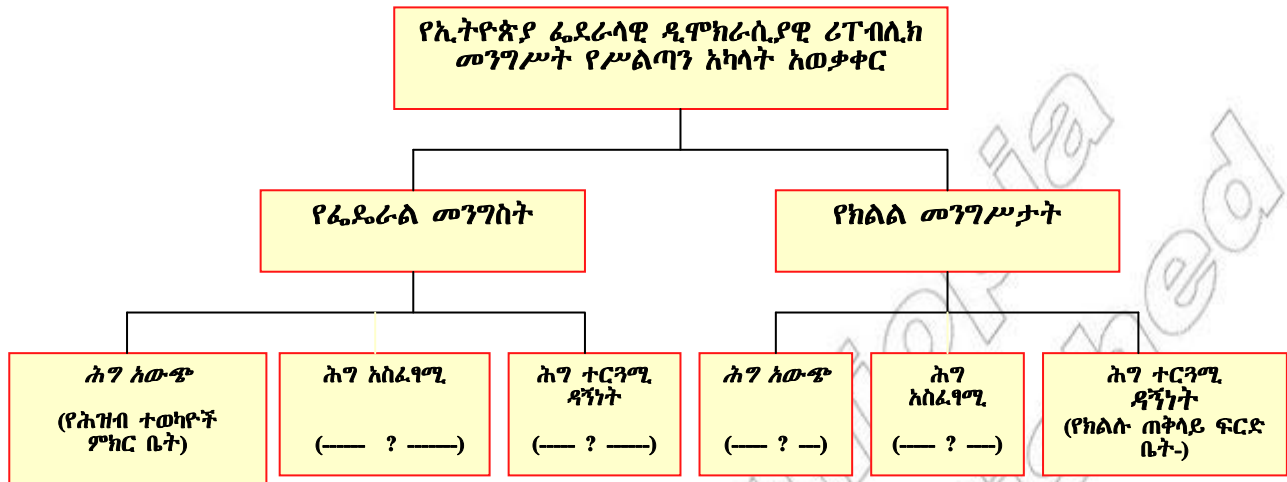 የኢትዮጵያ ፌደራላዊ ዲሞክራሲያዊ ሪፐብሊክ
መንግሥት የሥልጣን አካላት አወቃቀር
የፌዴራል መንግስት
የክልል መንግሥታት
ሕግ አውጭ
(የሕዝብ ተወካዮች
ምክር ቤት)
ሕግ አስፈፃሚ
(------ ? -------)
ሕግ ተርጓሚ
ዳኝነት
(----- ? ------)
ሕግ አውጭ
(----- ? ---)
ሕግ
አስፈፃሚ
(----- ? ----)
ሕግ ተርጓሚ
ዳኝነት
(የክልሉ ጠቅላይ ፍርድ
ቤት-)